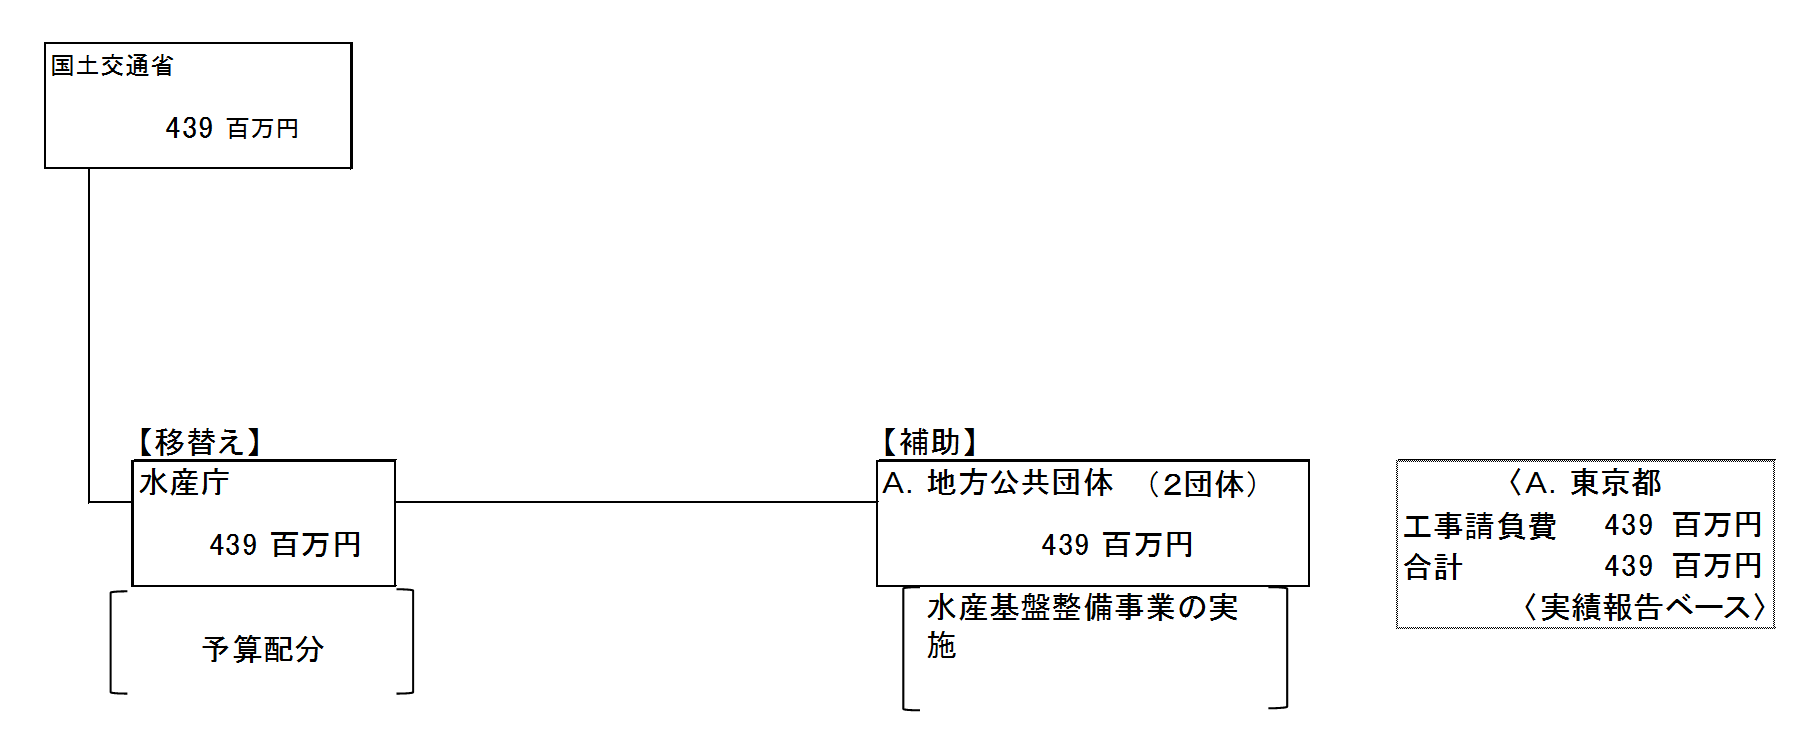 国土交通省
439 百万円
【移替え】
水産庁
439 百万円
予算配分
【補助】
A. 地方公共団体 （2団体）
439 百万円
水産基盤整備事業の実
施
〈A. 東京都
工事請負費 439 百万円
合計 439 百万円
〈実績報告ベース〉